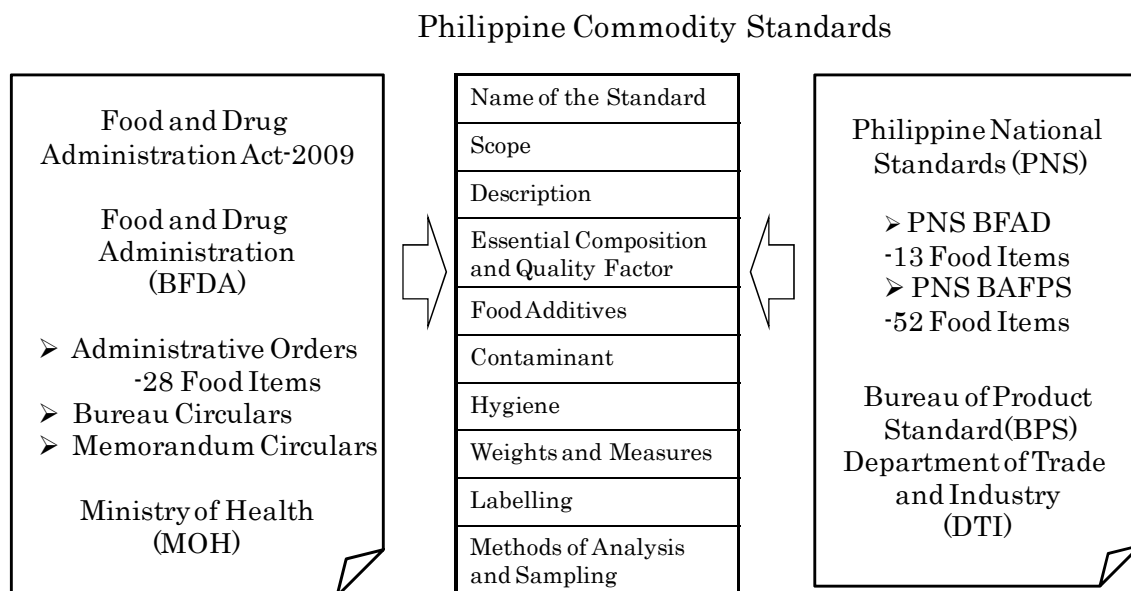 Philippine Commodity Standards
Food and Drug
Administration Act-2009
Food and Drug
Administration
(BFDA)
➢ Administrative Orders
-28 Food Items
➢ Bureau Circulars
➢ Memorandum Circulars
Ministry of Health
(MOH)
Name of the Standard
Scope
Description
Essential Composition
and Quality Factor
Food Additives
Contaminant
Hygiene
Weights and Measures
Labelling
Methods of Analysis
and Sampling
Philippine National
Standards (PNS)
➢ PNS BFAD
-13 Food Items
➢ PNS BAFPS
-52 Food Items
Bureau of Product
Standard(BPS)
Department of Trade
and Industry
(DTI)